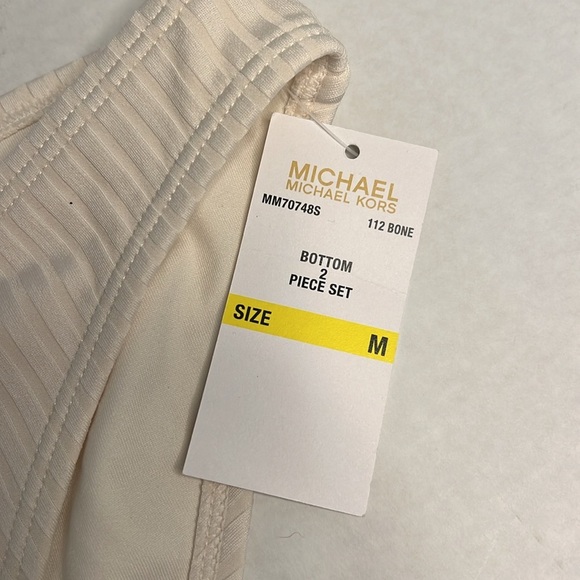 MICHAEL
MICHAEL KORS
MM70748S
112 BONE
BOTTOM
2
PIECE SET
SIZE M